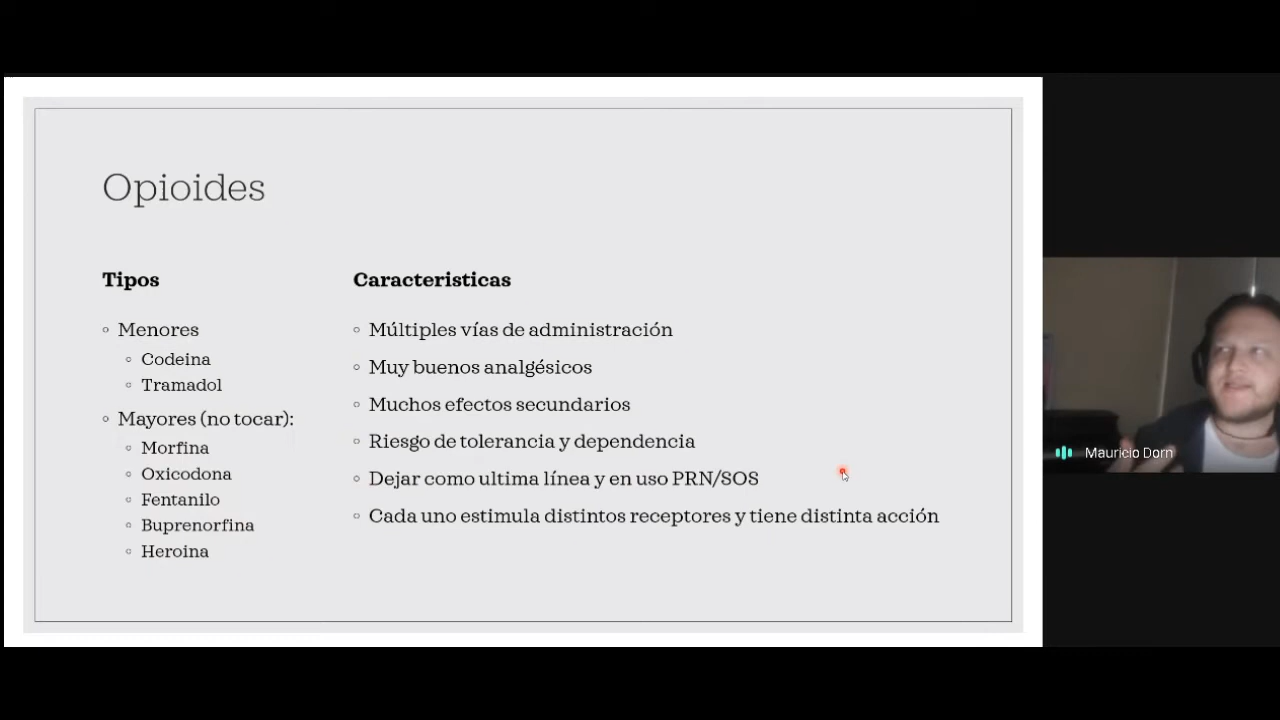 Opioides
Tipos
Menores
Codeina
Tramadol
Mayores (no tocar):
Morfina
Oxicodona
Fentanilo
Buprenorfina
Heroina
Caracteristicas
Múltiples vías de administración
Muy buenos analgésicos
Muchos efectos secundarios
Riesgo de tolerancia y dependencia
Dejar como ultima línea y en uso PRN/SOS
Cada uno estimula distintos receptores y tiene distinta acción
Mauricio Dorn